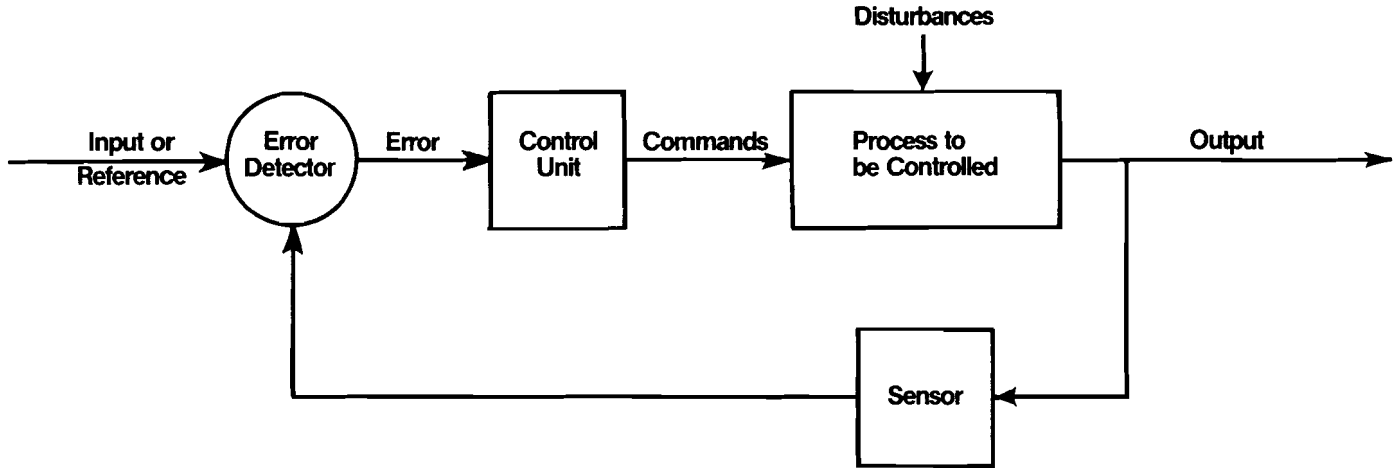 Disturbances
Input or
Reference
Error
Detector
Error
Control
Unit
Commands
Process to
be Controlled
Output
Sensor